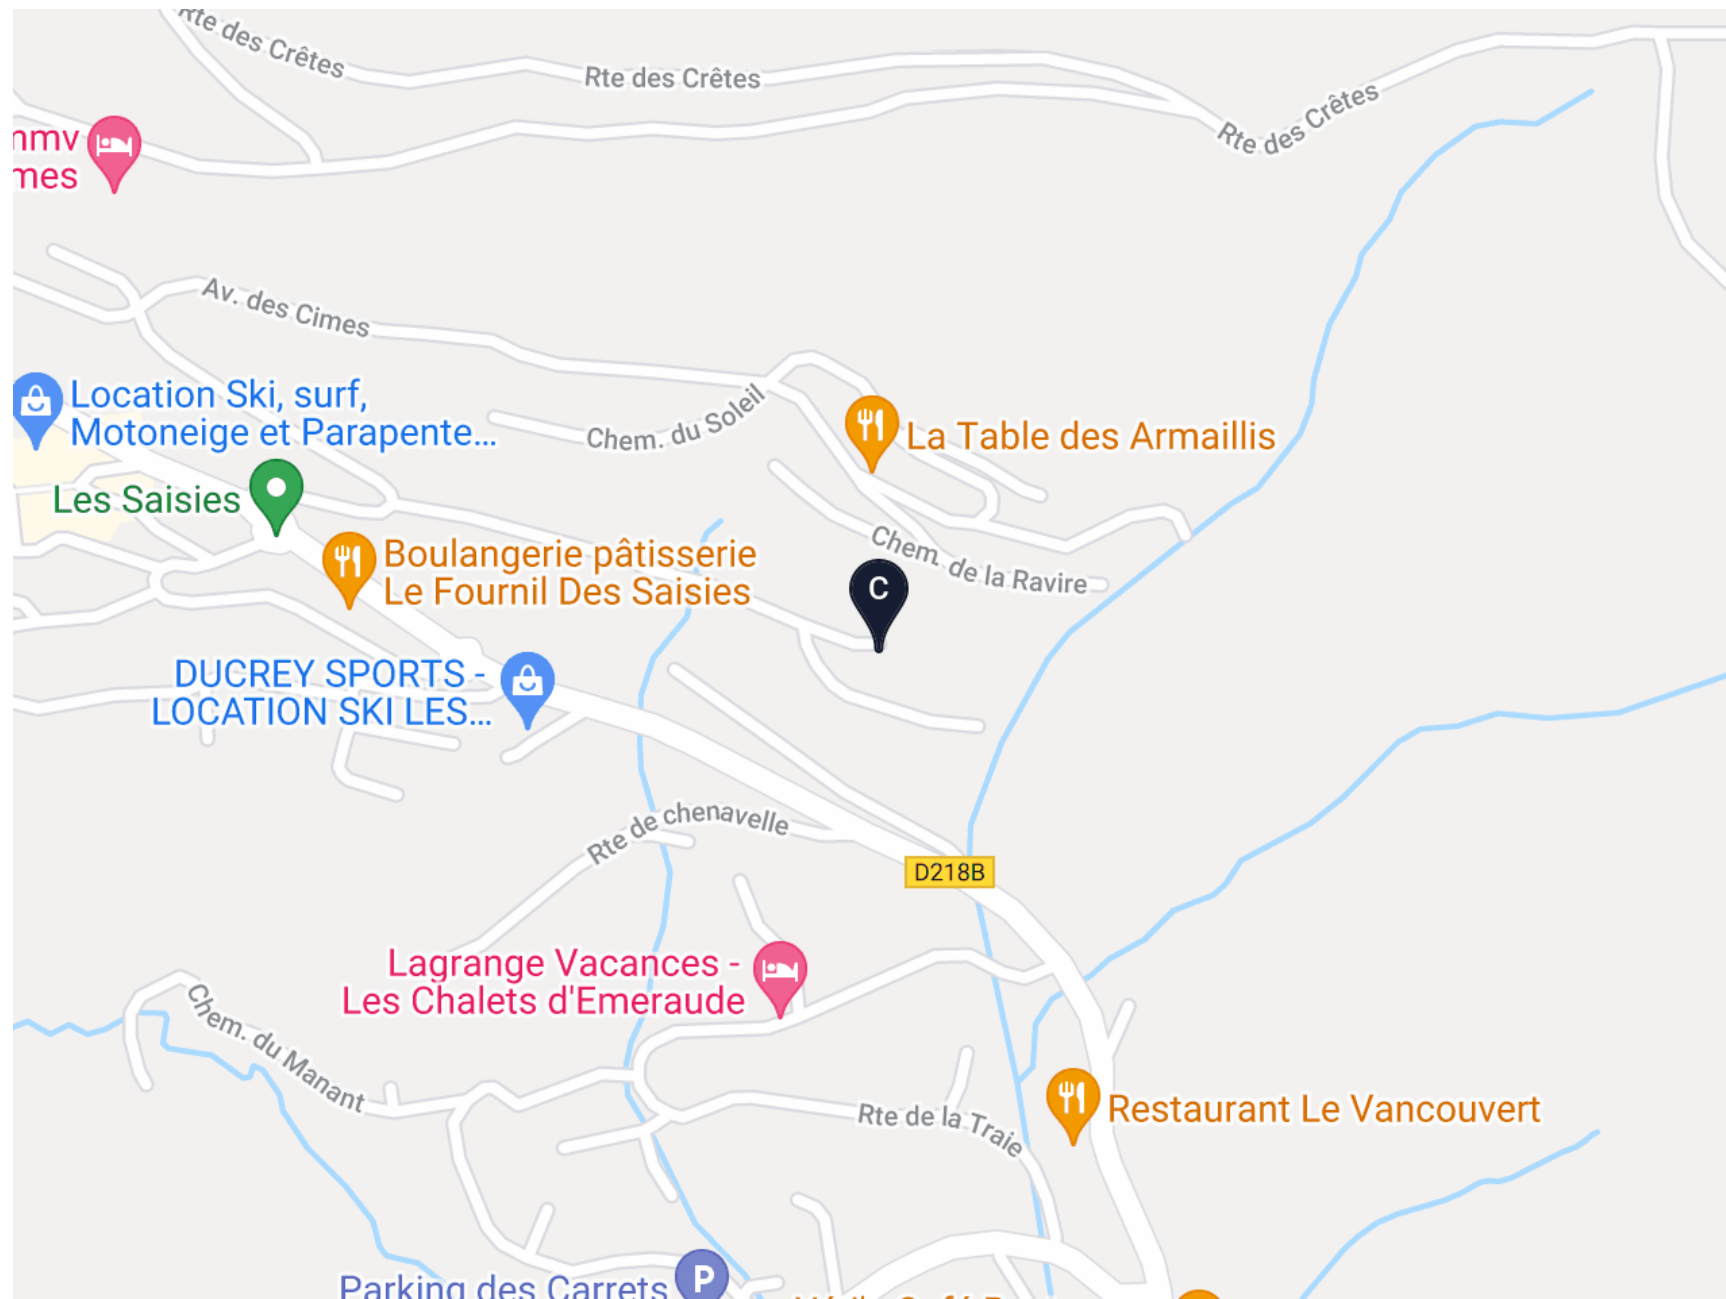 Rte des Crêtes
Rte des Crêtes
Rte des Crêtes
mmv
mes
Av. des Cimes
Location Ski, surf,
Motoneige et Parapente...
Chem. du Soleil
La Table des Armaillis
Les Saisies
Boulangerie pâtisserie
Le Fournil Des Saisies
Chem. de la Ravire
C
DUCREY SPORTS -
LOCATION SKI LES...
Rte de chenavelle
D218B
Lagrange Vacances -
Les Chalets d'Emeraude
Chem. du Manant
Rte de la Traie
Restaurant Le Vancouvert
Parking des Carrets
P